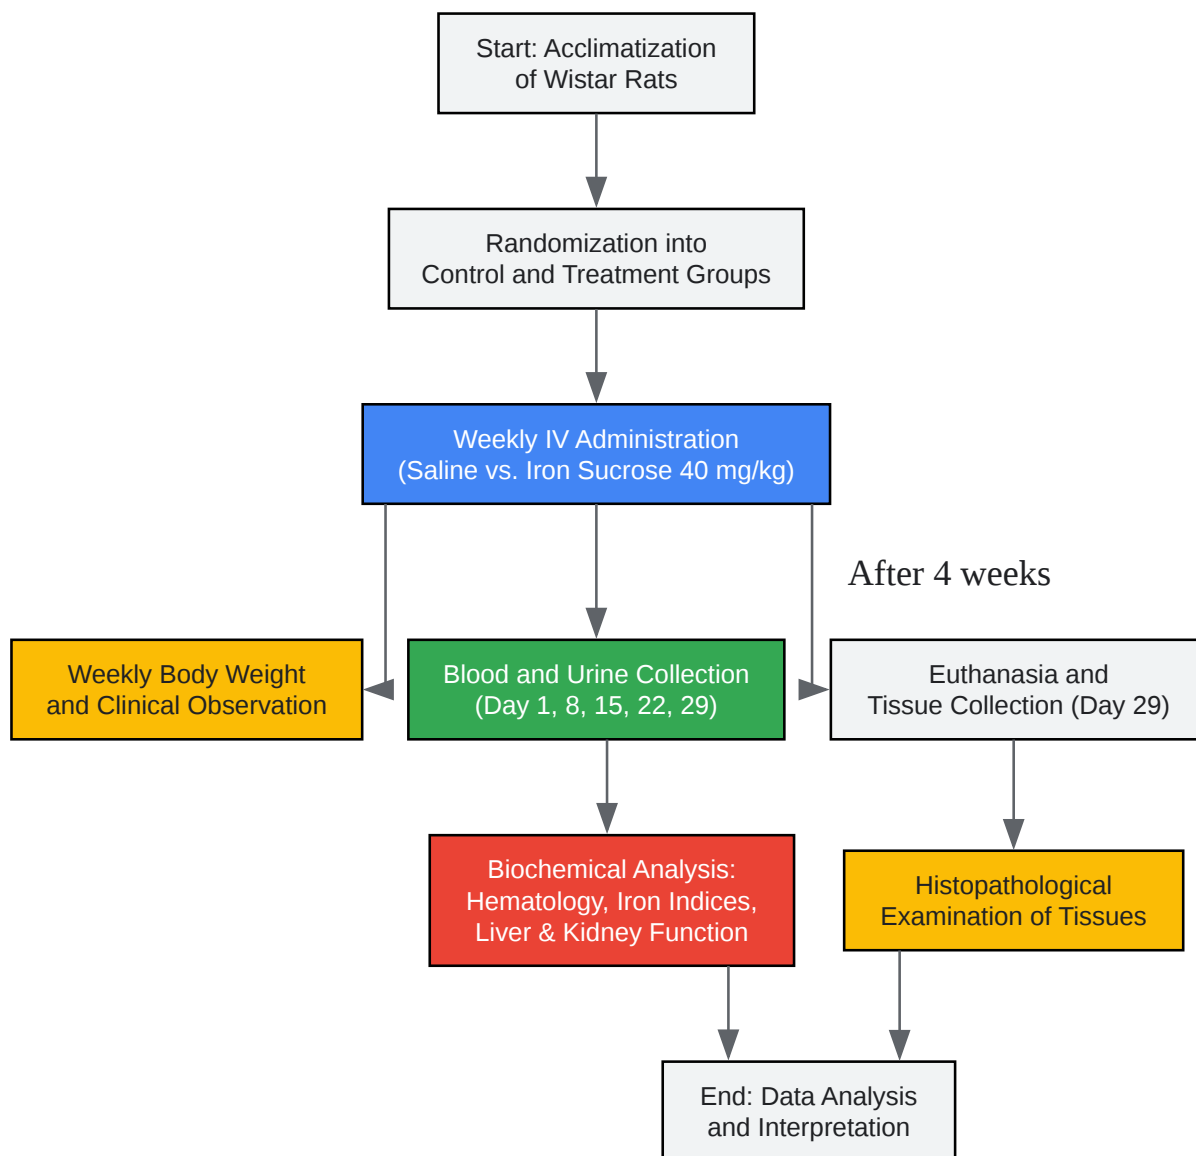 Start: Acclimatization
of Wistar Rats
Randomization into
Control and Treatment Groups
Weekly IV Administration
(Saline vs. Iron Sucrose 40 mg/kg)
After 4 weeks
Weekly Body Weight
and Clinical Observation
Blood and Urine Collection
(Day 1, 8, 15, 22, 29)
Euthanasia and
Tissue Collection (Day 29)
Biochemical Analysis:
Hematology, Iron Indices,
Liver & Kidney Function
Histopathological
Examination of Tissues
End: Data Analysis
and Interpretation